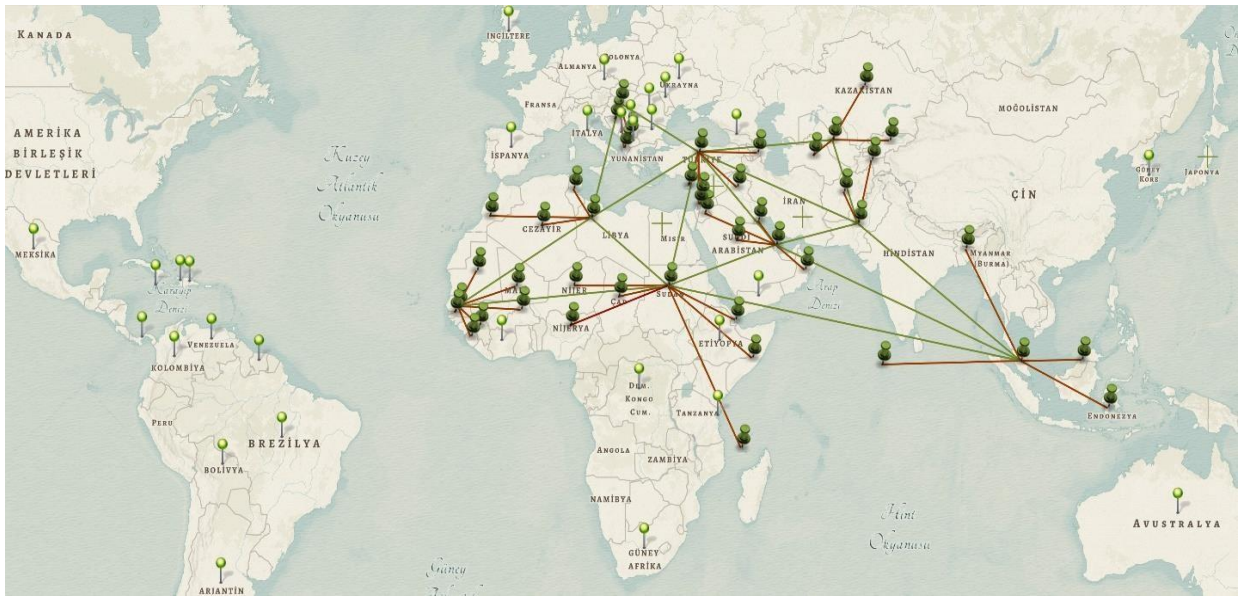 KANADA
AMERİKA
BİRLEŞİK
DEVLETLERİ
MEKSİKA
Kuzey
Atlantik
Okyanusu
Karayip
Denizi
VENEZUELA
KOLOMBİYA
PERU
BREZİLYA
BOLİVYA
ARJANTİN
Güney
İNGİLTERE
ALMANYA
POLONYA
UKRAYNA
FRANSA
İTALYA
İSPANYA
YUNANİSTAN
TÜRKİYE
KAZAKİSTAN
MOĞOLİSTAN
ÇİN
GÜNEY
KORE
JAPONYA
CEZAYİR
LİBYA
MISIR
SUUDİ
ARABİSTAN
İRAN
HİNDİSTAN
MYANMAR
(BURMA)
MALİ
NİJER
ÇAD
SUDAN
NİJERYA
ETİYOPYA
Arap
Denizi
DEM.
KONGO
CUM.
TANZANYA
ANGOLA
ZAMBİYA
NAMİBYA
GÜNEY
AFRİKA
ENDONEZYA
Hint
Okyanusu
AVUSTRALYA